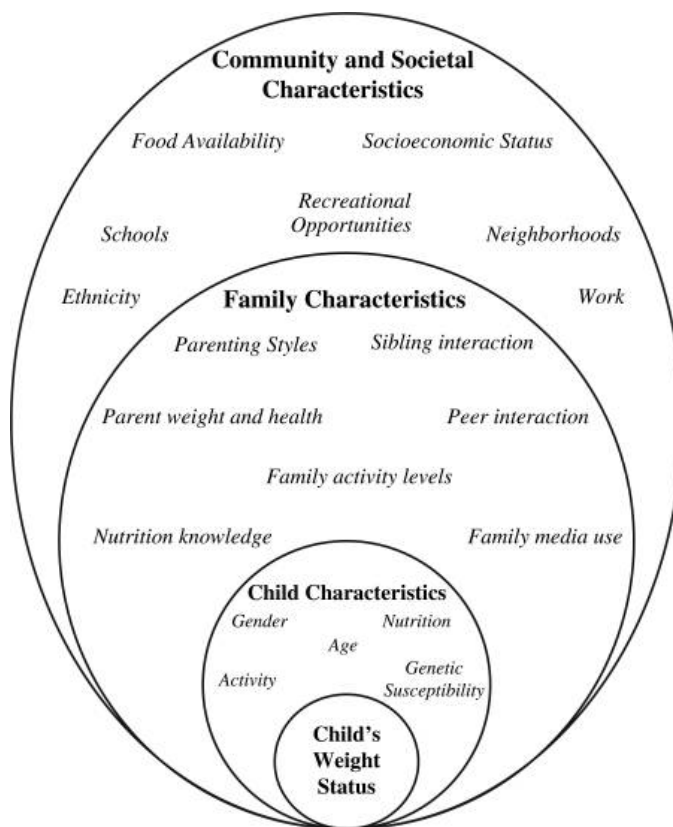 Community and Societal
Characteristics
Food Availability
Socioeconomic Status
Recreational
Opportunities
Schools
Neighborhoods
Ethnicity
Work
Family Characteristics
Parenting Styles
Sibling interaction
Parent weight and health
Peer interaction
Family activity levels
Nutrition knowledge
Family media use
Child Characteristics
Gender
Nutrition
Age
Activity
Genetic
Susceptibility
Child's
Weight
Status